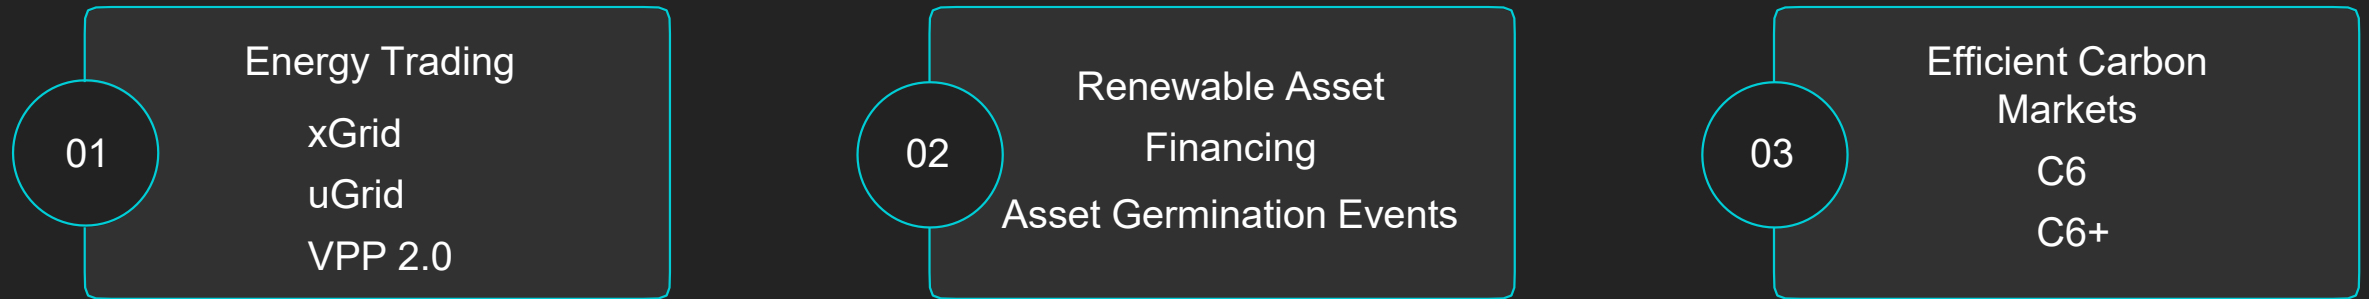 01
Energy Trading
xGrid
uGrid
VPP 2.0
02
Renewable Asset
Financing
Asset Germination Events
03
Efficient Carbon
Markets
C6
C6+